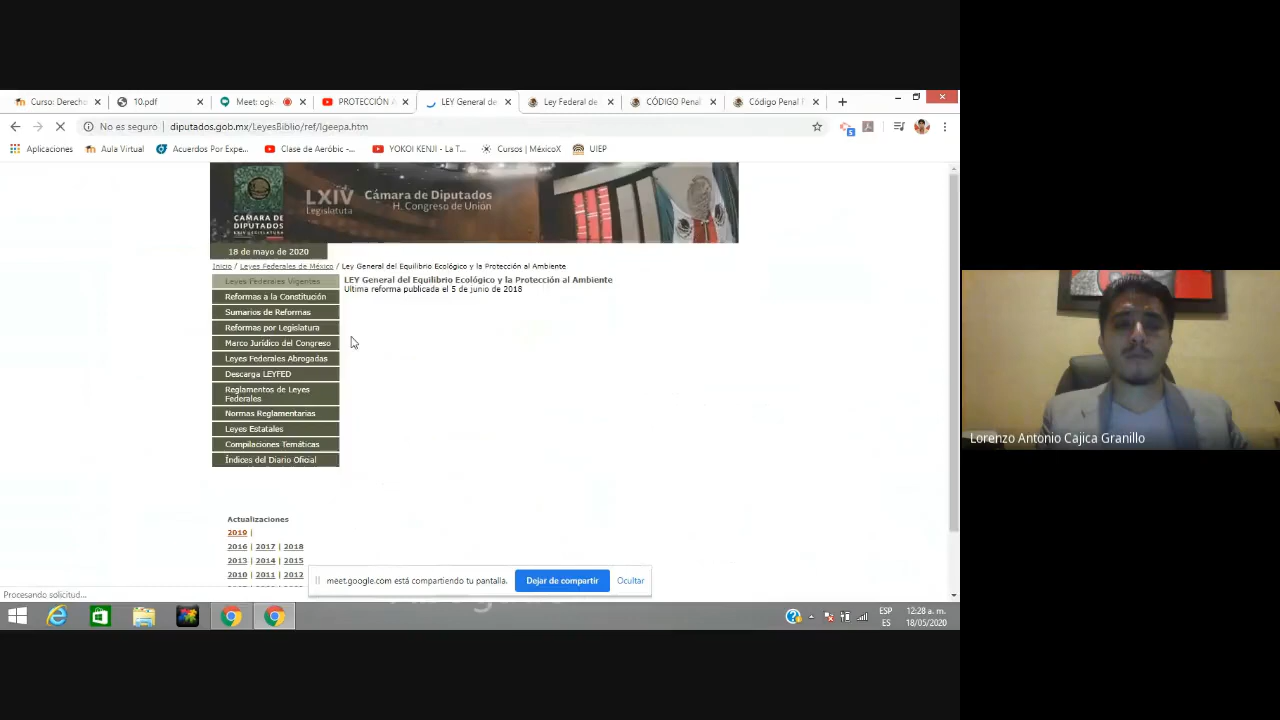 Curso: Derecho
10.pdf
Meet: ogk-
PROTECCIÓN A
LEY General de
Ley Federal de
CÓDIGO Penal
Código Penal F
No es seguro | diputados.gob.mx/LeyesBiblio/ref/lgeepa.htm
Aplicaciones
Aula Virtual
Acuerdos Por Expe...
Clase de Aeróbic -...
YOKOI KENJI - La T...
Cursos | MéxicoX
UIEP
CÁMARA DE
DIPUTADOS
LXIV LEGISLATURA
LXIV
Legislatura
Cámara de Diputados
H. Congreso de Unión
18 de mayo de 2020
Inicio / Leyes Federales de México / Ley General del Equilibrio Ecológico y la Protección al Ambiente
Leyes Federales Vigentes
Reformas a la Constitución
Sumarios de Reformas
Reformas por Legislatura
Marco Jurídico del Congreso
Leyes Federales Abrogadas
Descarga LEYFED
Reglamentos de Leyes
Federales
Normas Reglamentarias
Leyes Estatales
Compilaciones Temáticas
Índices del Diario Oficial
LEY General del Equilibrio Ecológico y la Protección al Ambiente
Última reforma publicada el 5 de junio de 2018
Actualizaciones
2019 |
2016 | 2017 | 2018
2013 | 2014 | 2015
2010 | 2011 | 2012
meet.google.com está compartiendo tu pantalla.
Dejar de compartir
Ocultar
Procesando solicitud...
ESP
ES
12:28 a. m.
18/05/2020
Lorenzo Antonio Cajica Granillo